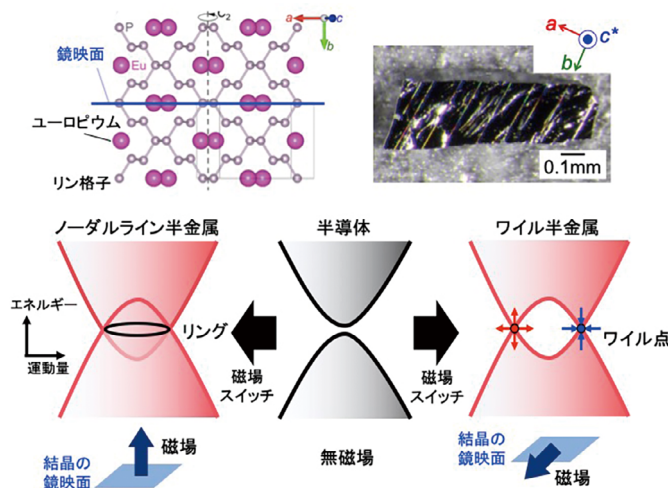 P
C₂
a
c
b
Eu
鏡映面
ユーロピウム
リン格子
a
c*
b
0.1mm
ノーダルライン半金属
半導体
ワイル半金属
エネルギー
運動量
リング
磁場
スイッチ
磁場
スイッチ
ワイル点
結晶の
鏡映面
磁場
無磁場
結晶の
鏡映面
磁場